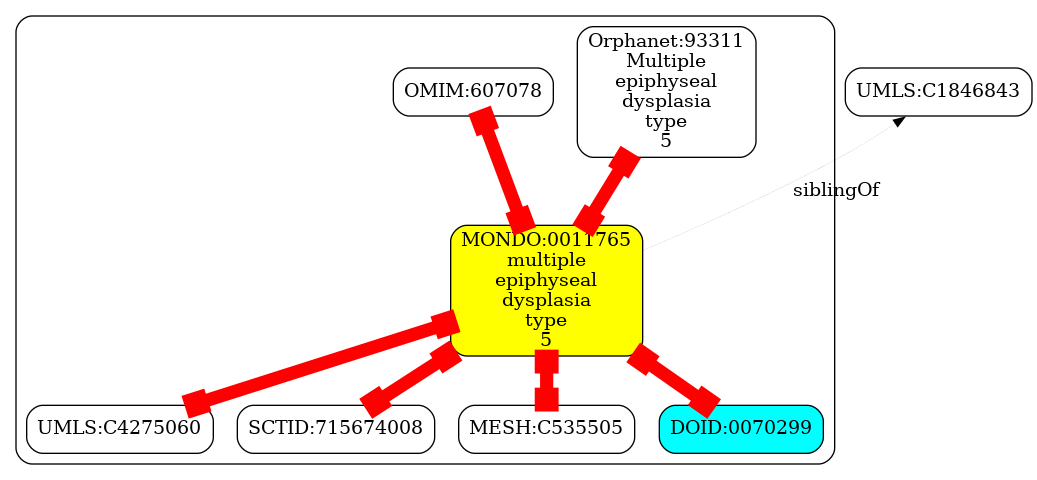 Orphanet:93311
Multiple
epiphyseal
dysplasia
type
5
OMIM:607078
UMLS:C1846843
siblingOf
MONDO:0011765
multiple
epiphyseal
dysplasia
type
5
UMLS:C4275060
SCTID:715674008
MESH:C535505
DOID:0070299